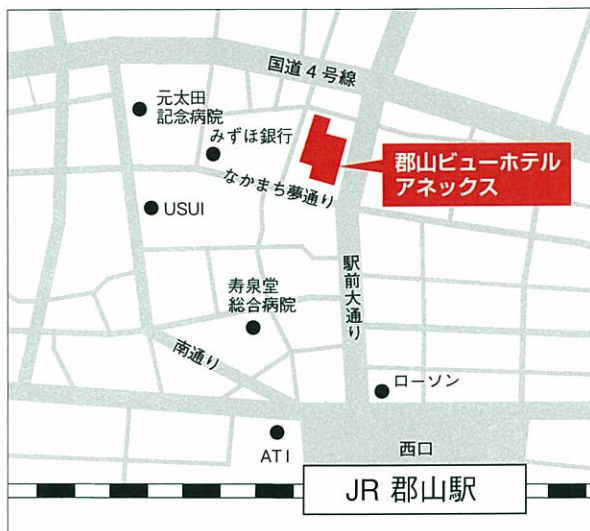 国道4号線
元太田
記念病院
みずほ銀行
郡山ビューホテル
アネックス
なかまち夢通り
USUI
駅前大通り
寿泉堂
総合病院
南通り
ローソン
ATI
西口
JR 郡山駅